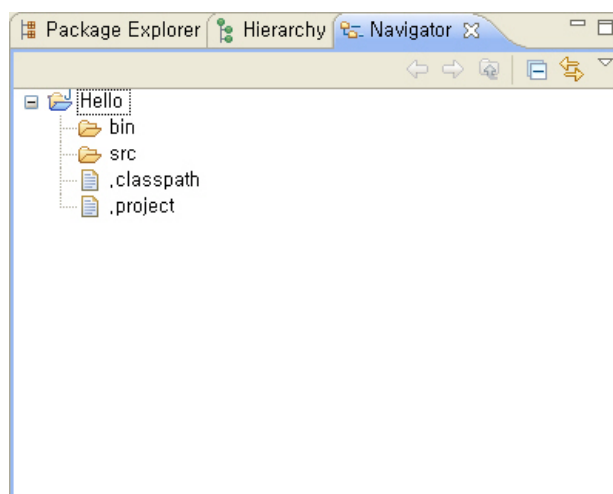 Package Explorer Hierarchy Navigator
Hello
bin
src
.classpath
.project